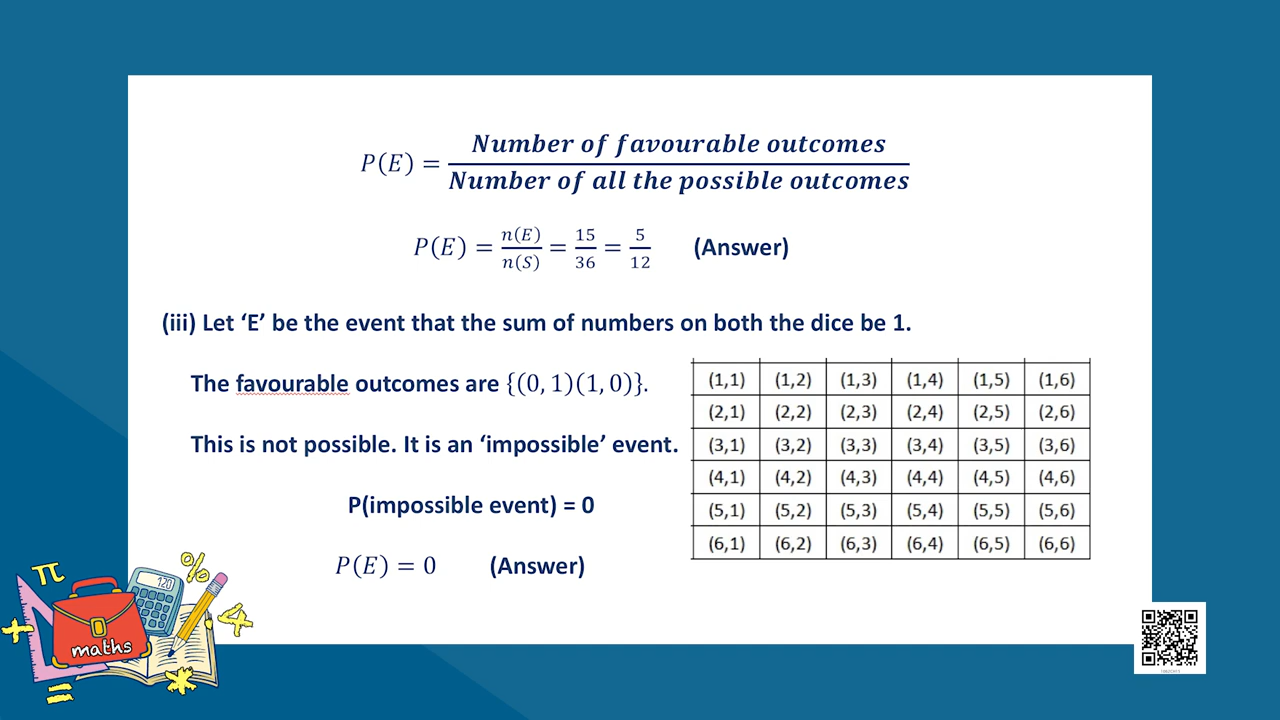 P(E) = Number of favourable outcomes / Number of all the possible outcomes
P(E) = n(E)/n(S) = 15/36 = 5/12 (Answer)
(iii) Let ‘E’ be the event that the sum of numbers on both the dice be 1.
The favourable outcomes are {(0, 1)(1, 0)}.
This is not possible. It is an ‘impossible’ event.
P(impossible event) = 0
P(E) = 0 (Answer)
(1,1) (1,2) (1,3) (1,4) (1,5) (1,6)
(2,1) (2,2) (2,3) (2,4) (2,5) (2,6)
(3,1) (3,2) (3,3) (3,4) (3,5) (3,6)
(4,1) (4,2) (4,3) (4,4) (4,5) (4,6)
(5,1) (5,2) (5,3) (5,4) (5,5) (5,6)
(6,1) (6,2) (6,3) (6,4) (6,5) (6,6)
π
%
120
+
maths
=